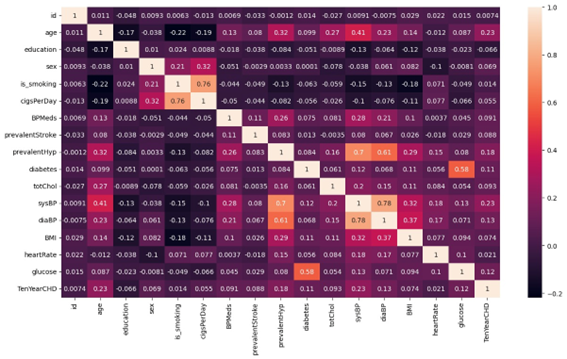 id 1 0.011 -0.048 0.0093 0.0063 -0.013 0.0069 -0.033 -0.0012 0.014 -0.027 0.0091 0.0075 0.029 0.022 0.015 0.0074
age 0.011 1 -0.17 -0.038 -0.22 -0.19 0.13 0.08 0.32 0.099 0.27 0.41 0.23 0.14 -0.012 0.087 0.23
education -0.048 -0.17 1 0.01 0.024 0.0088 -0.018 -0.038 -0.084 -0.051 -0.0089 -0.13 -0.064 -0.12 -0.038 -0.023 -0.066
sex 0.0093 -0.038 0.01 1 0.21 0.32 -0.051 -0.0029 0.0033 0.0001 -0.078 -0.038 0.061 0.082 -0.1 -0.0081 0.069
is_smoking 0.0063 -0.22 0.024 0.21 1 0.76 -0.044 -0.049 -0.13 -0.063 -0.059 -0.15 -0.13 -0.18 0.071 -0.049 0.014
cigsPerDay -0.013 -0.19 0.0088 0.32 0.76 1 -0.05 -0.044 -0.082 -0.056 -0.026 -0.1 -0.076 -0.11 0.077 -0.066 0.055
BPMeds 0.0069 0.13 -0.018 -0.051 -0.044 -0.05 1 0.11 0.26 0.075 0.081 0.28 0.21 0.1 0.0037 0.045 0.091
prevalentStroke -0.033 0.08 -0.038 -0.0029 -0.049 -0.044 0.11 1 0.083 0.013 -0.0035 0.08 0.067 0.026 -0.018 0.029 0.088
prevalentHyp -0.0012 0.32 -0.084 0.0033 -0.13 -0.082 0.26 0.083 1 0.084 0.16 0.7 0.61 0.29 0.15 0.08 0.18
diabetes 0.014 0.099 -0.051 0.0001 -0.063 -0.056 0.075 0.013 0.084 1 0.061 0.12 0.068 0.11 0.056 0.58 0.11
totChol -0.027 0.27 -0.0089 -0.078 -0.059 -0.026 0.081 -0.0035 0.16 0.061 1 0.2 0.15 0.11 0.084 0.054 0.093
sysBP 0.0091 0.41 -0.13 -0.038 -0.15 -0.1 0.28 0.08 0.7 0.12 0.2 1 0.78 0.32 0.18 0.13 0.23
diaBP 0.0075 0.23 -0.064 0.061 -0.13 -0.076 0.21 0.067 0.61 0.068 0.15 0.78 1 0.37 0.17 0.071 0.13
BMI 0.029 0.14 -0.12 0.082 -0.18 -0.11 0.1 0.026 0.29 0.11 0.11 0.32 0.37 1 0.077 0.094 0.074
heartRate 0.022 -0.012 -0.038 -0.1 0.071 0.077 0.0037 -0.018 0.15 0.056 0.084 0.18 0.17 0.077 1 0.1 0.021
glucose 0.015 0.087 -0.023 -0.0081 -0.049 -0.066 0.045 0.029 0.08 0.58 0.054 0.13 0.071 0.094 0.1 1 0.12
TenYearCHD 0.0074 0.23 -0.066 0.069 0.014 0.055 0.091 0.088 0.18 0.11 0.093 0.23 0.13 0.074 0.021 0.12 1
id age education sex is_smoking cigsPerDay BPMeds prevalentStroke prevalentHyp diabetes totChol sysBP diaBP BMI heartRate glucose TenYearCHD
1.0
0.8
0.6
0.4
0.2
0.0
-0.2